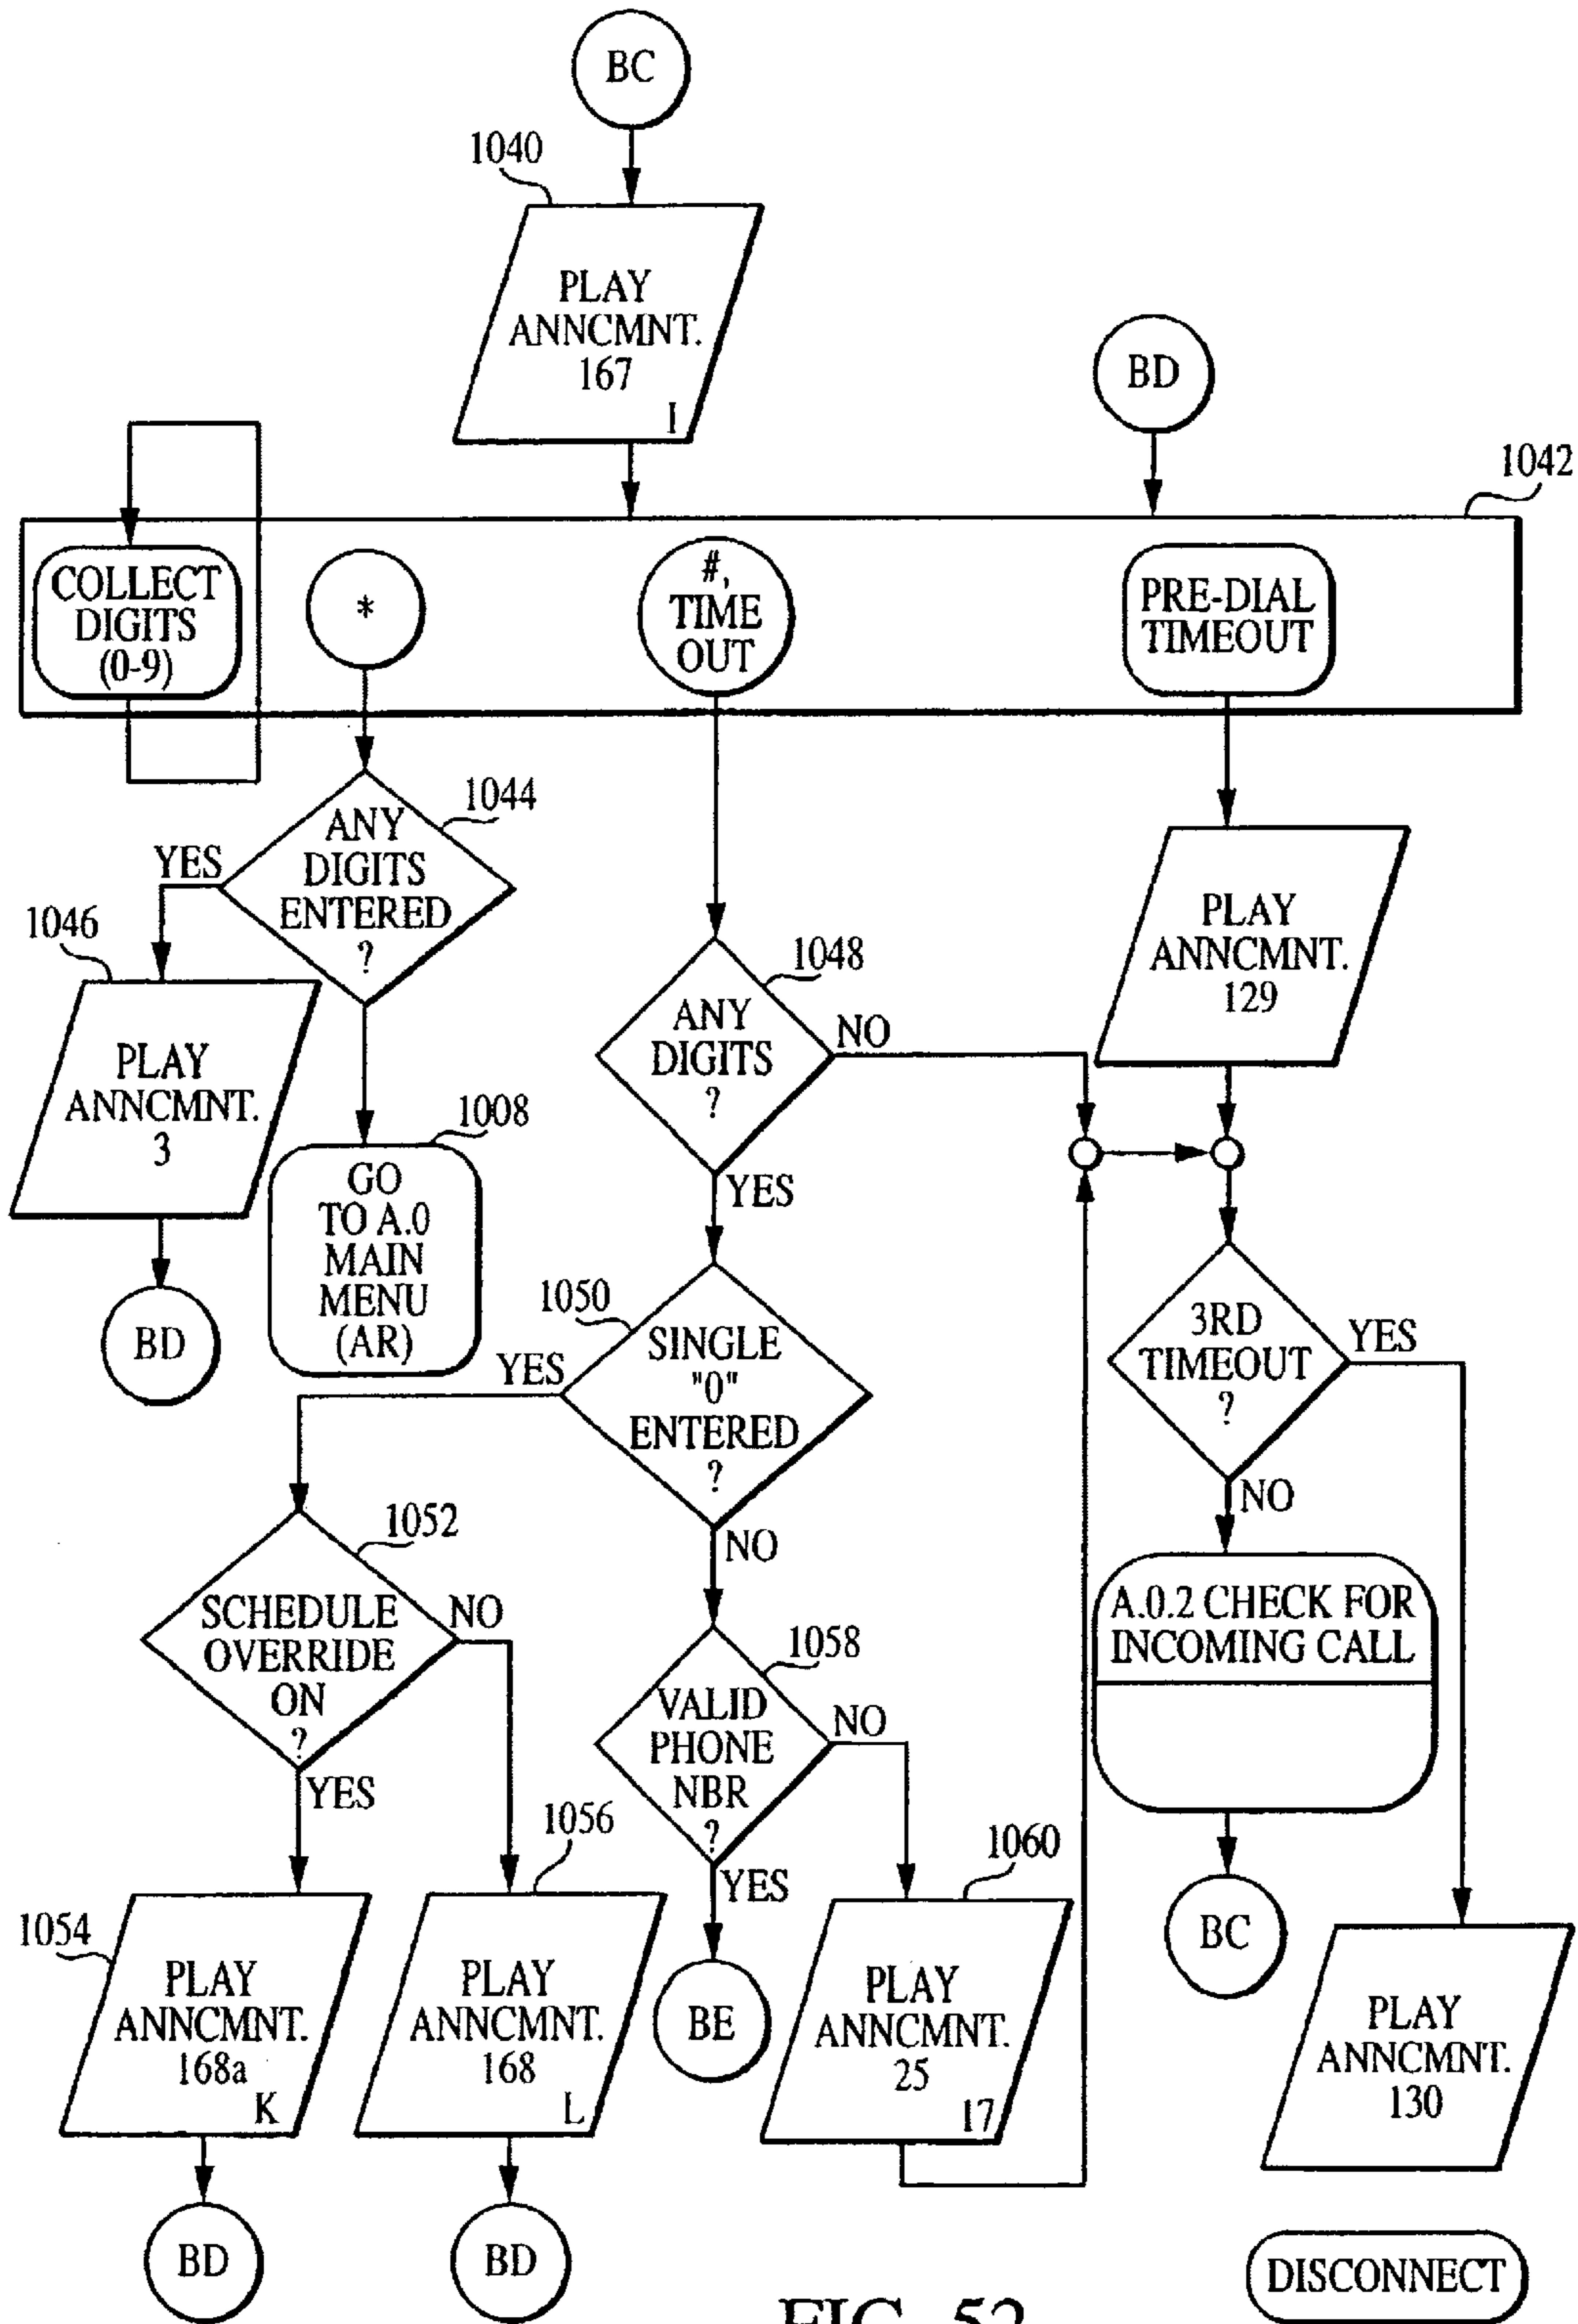 BC
1040
PLAY
ANNCMNT.
167
I
BD
1042
COLLECT
DIGITS
(0-9)
*
#,
TIME
OUT
PRE-DIAL
TIMEOUT
1044
ANY
DIGITS
ENTERED
?
YES
1046
PLAY
ANNCMNT.
3
BD
1008
GO
TO A.0
MAIN
MENU
(AR)
1048
ANY
DIGITS
?
NO
YES
PLAY
ANNCMNT.
129
1050
SINGLE
"0"
ENTERED
?
YES
NO
3RD
TIMEOUT
?
YES
NO
1052
SCHEDULE
OVERRIDE
ON
?
NO
YES
1058
VALID
PHONE
NBR
?
NO
YES
A.0.2 CHECK FOR
INCOMING CALL
BC
1054
PLAY
ANNCMNT.
168a
K
BD
1056
PLAY
ANNCMNT.
168
L
BD
BE
1060
PLAY
ANNCMNT.
25
17
PLAY
ANNCMNT.
130
DISCONNECT
FIG. 52